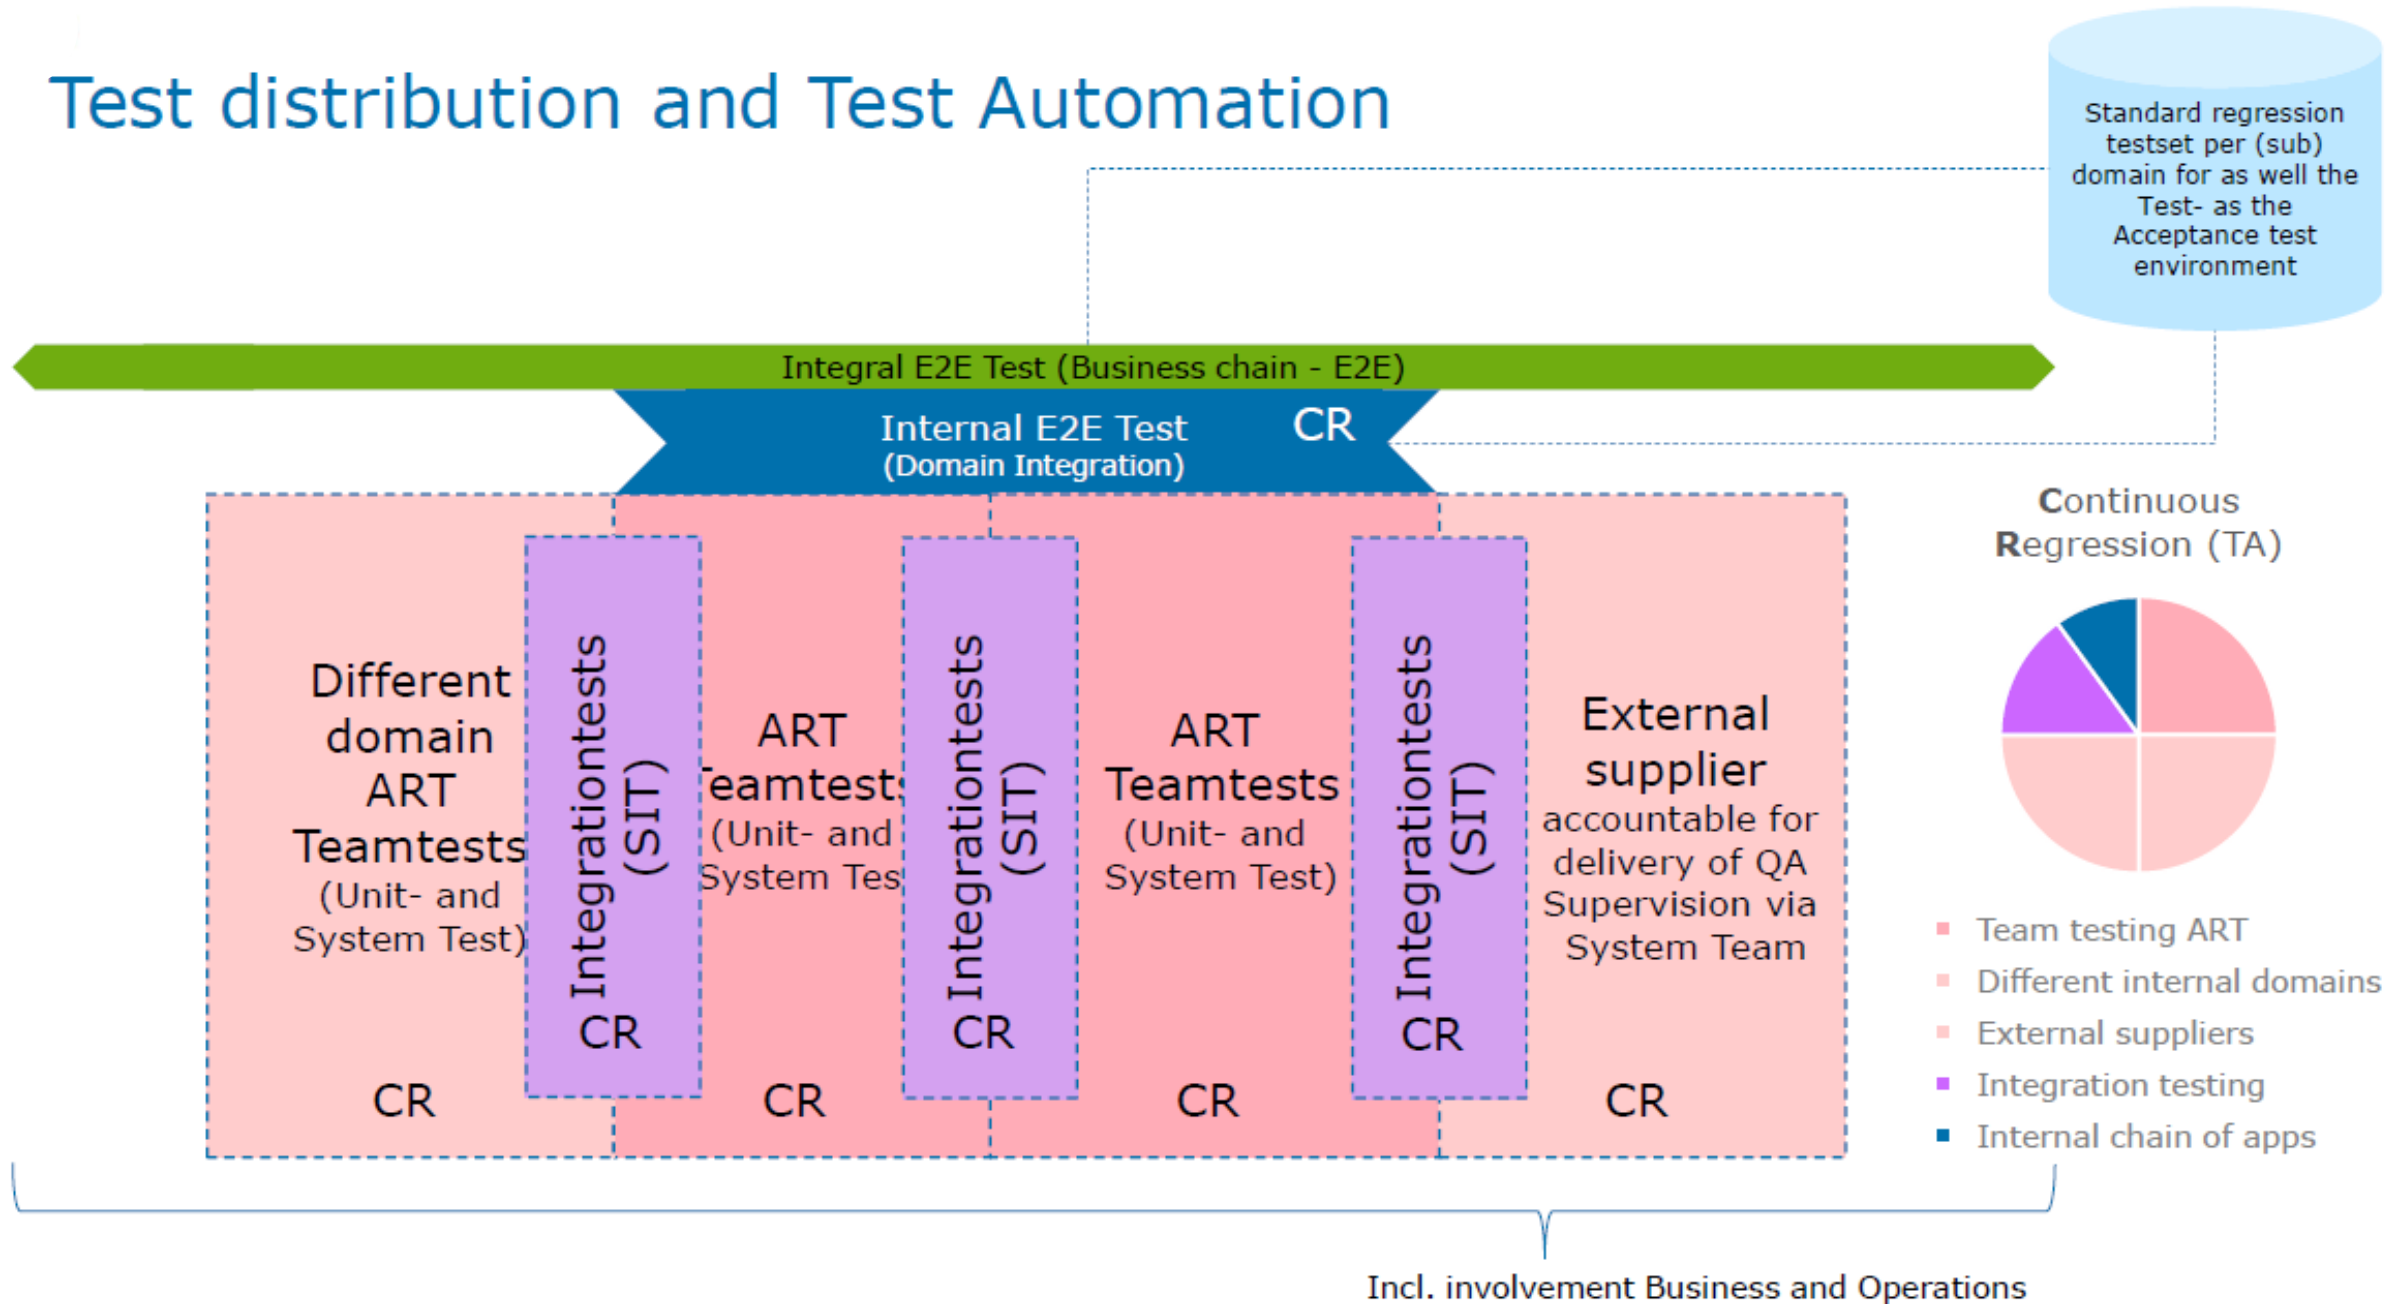 Test distribution and Test Automation
Standard regression
testset per (sub)
domain for as well the
Test- as the
Acceptance test
environment
Integral E2E Test (Business chain - E2E)
Internal E2E Test
(Domain Integration)
CR
Different
domain
ART
Teamtests
(Unit- and
System Test)
CR
Integrationtests
(SIT)
CR
ART
Teamtests
(Unit- and
System Tes
CR
Integrationtests
(SIT)
CR
ART
Teamtests
(Unit- and
System Test)
CR
Integrationtests
(SIT)
CR
External
supplier
accountable for
delivery of QA
Supervision via
System Team
CR
Continuous
Regression (TA)
Team testing ART
Different internal domains
External suppliers
Integration testing
Internal chain of apps
Incl. involvement Business and Operations